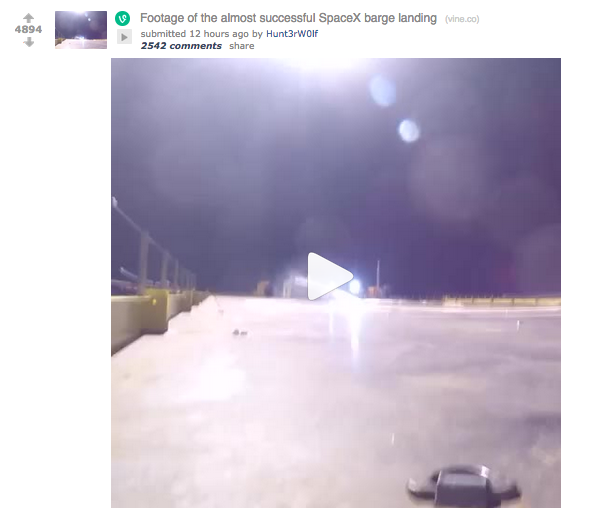 4894
Footage of the almost successful SpaceX barge landing (vine.co)
submitted 12 hours ago by Hunt3rW0lf
2542 comments share